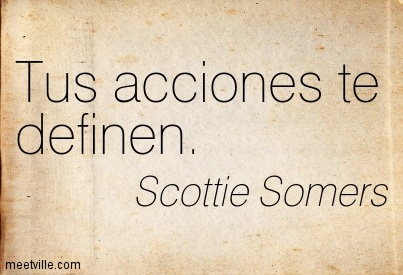 Tus acciones te
definen.
Scottie Somers
meetville.com